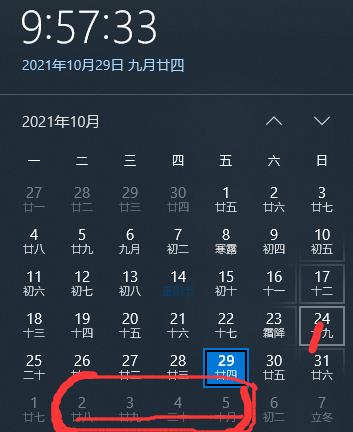 9:57:33
2021年10月29日 九月廿四
2021年10月
一 二 三 四 五 六 日
27 28 29 30 1 2 3
廿一 廿二 廿三 廿四 廿五 廿六 廿七
4 5 6 7 8 9 10
廿八 廿九 九月 初二 寒露 初四 初五
11 12 13 14 15 16 17
初六 初七 初八 初十 十一 十二
18 19 20 21 22 23 24
十三 十四 十五 十六 十七 霜降 九
25 26 27 28 29 30 31
二十 廿二 廿三 廿四 廿五 廿六
1 2 3 4 5 6 7
廿七 廿八 廿九 三十 十月 初二 立冬